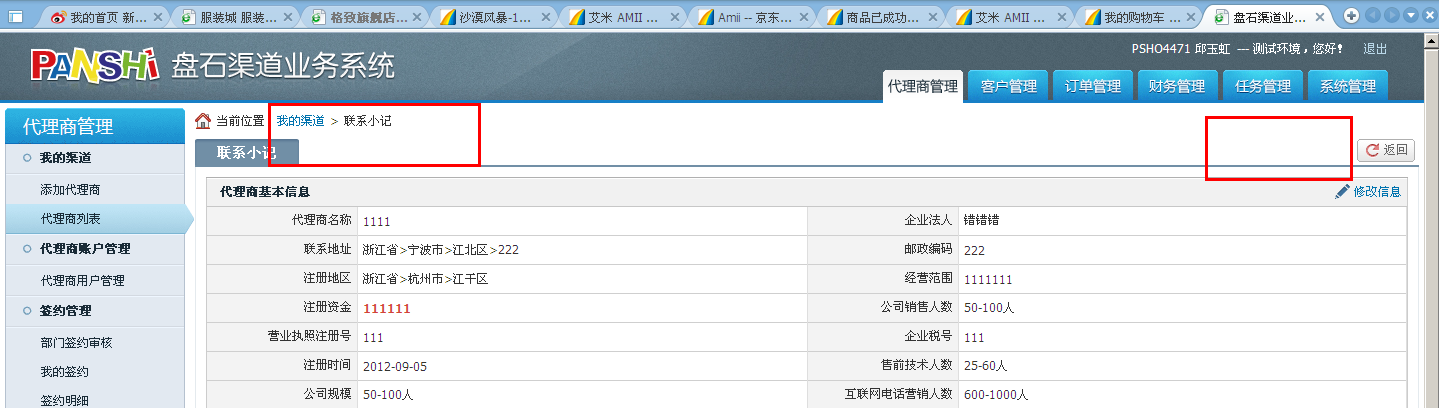 我的首页 新... 服装城 服装... 格致旗舰店... 沙漠风暴-1... 艾米 AMII ... Amii -- 京东... 商品已成功... 艾米 AMII ... 我的购物车 ... 盘石渠道业...
PANSHi 盘石渠道业务系统
PSHO4471 邱玉虹 --- 测试环境，您好！ 退出
代理商管理 客户管理 订单管理 财务管理 任务管理 系统管理
代理商管理
我的渠道
添加代理商
代理商列表
代理商账户管理
代理商用户管理
签约管理
部门签约审核
我的签约
签约明细
当前位置 我的渠道 > 联系小记
联系小记
返回
代理商基本信息 修改信息
代理商名称 1111 企业法人 错错错
联系地址 浙江省>宁波市>江北区>222 邮政编码 222
注册地区 浙江省>杭州市>江干区 经营范围 1111111
注册资金 111111 公司销售人数 50-100人
营业执照注册号 111 企业税号 111
注册时间 2012-09-05 售前技术人数 25-60人
公司规模 50-100人 互联网电话营销人数 600-1000人